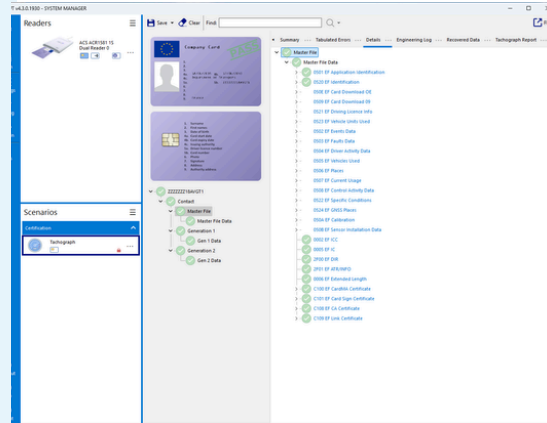 v4.3.0.1930 - SYSTEM MANAGER
Readers
ACS ACR1581 1S
Dual Reader 0
Save
Clear
Find
Company Card
Scenarios
Certification
Tachograph
Contact
Master File
Master File Data
Generation 1
Gen 1 Data
Generation 2
Gen 2 Data
Summary
Tabulated Errors
Details
Engineering Log
Recovered Data
Tachograph Report
Master File
Master File Data
0501 EF Application Identification
0520 EF Identification
050E EF Card Download OE
0509 EF Card Download 09
0521 EF Driving Licence Info
0523 EF Vehicle Units Used
0502 EF Events Data
0503 EF Faults Data
0504 EF Driver Activity Data
0505 EF Vehicles Used
0506 EF Places
0507 EF Current Usage
0508 EF Control Activity Data
0522 EF Specific Conditions
0524 EF GNSS Places
050A EF Calibration
050B EF Sensor Installation Data
0002 EF ICC
0005 EF IC
2F00 EF DIR
2F01 EF ATR/INFO
0006 EF Extended Length
C100 EF CardMA Certificate
C101 EF Card Sign Certificate
C108 EF CA Certificate
C109 EF Link Certificate